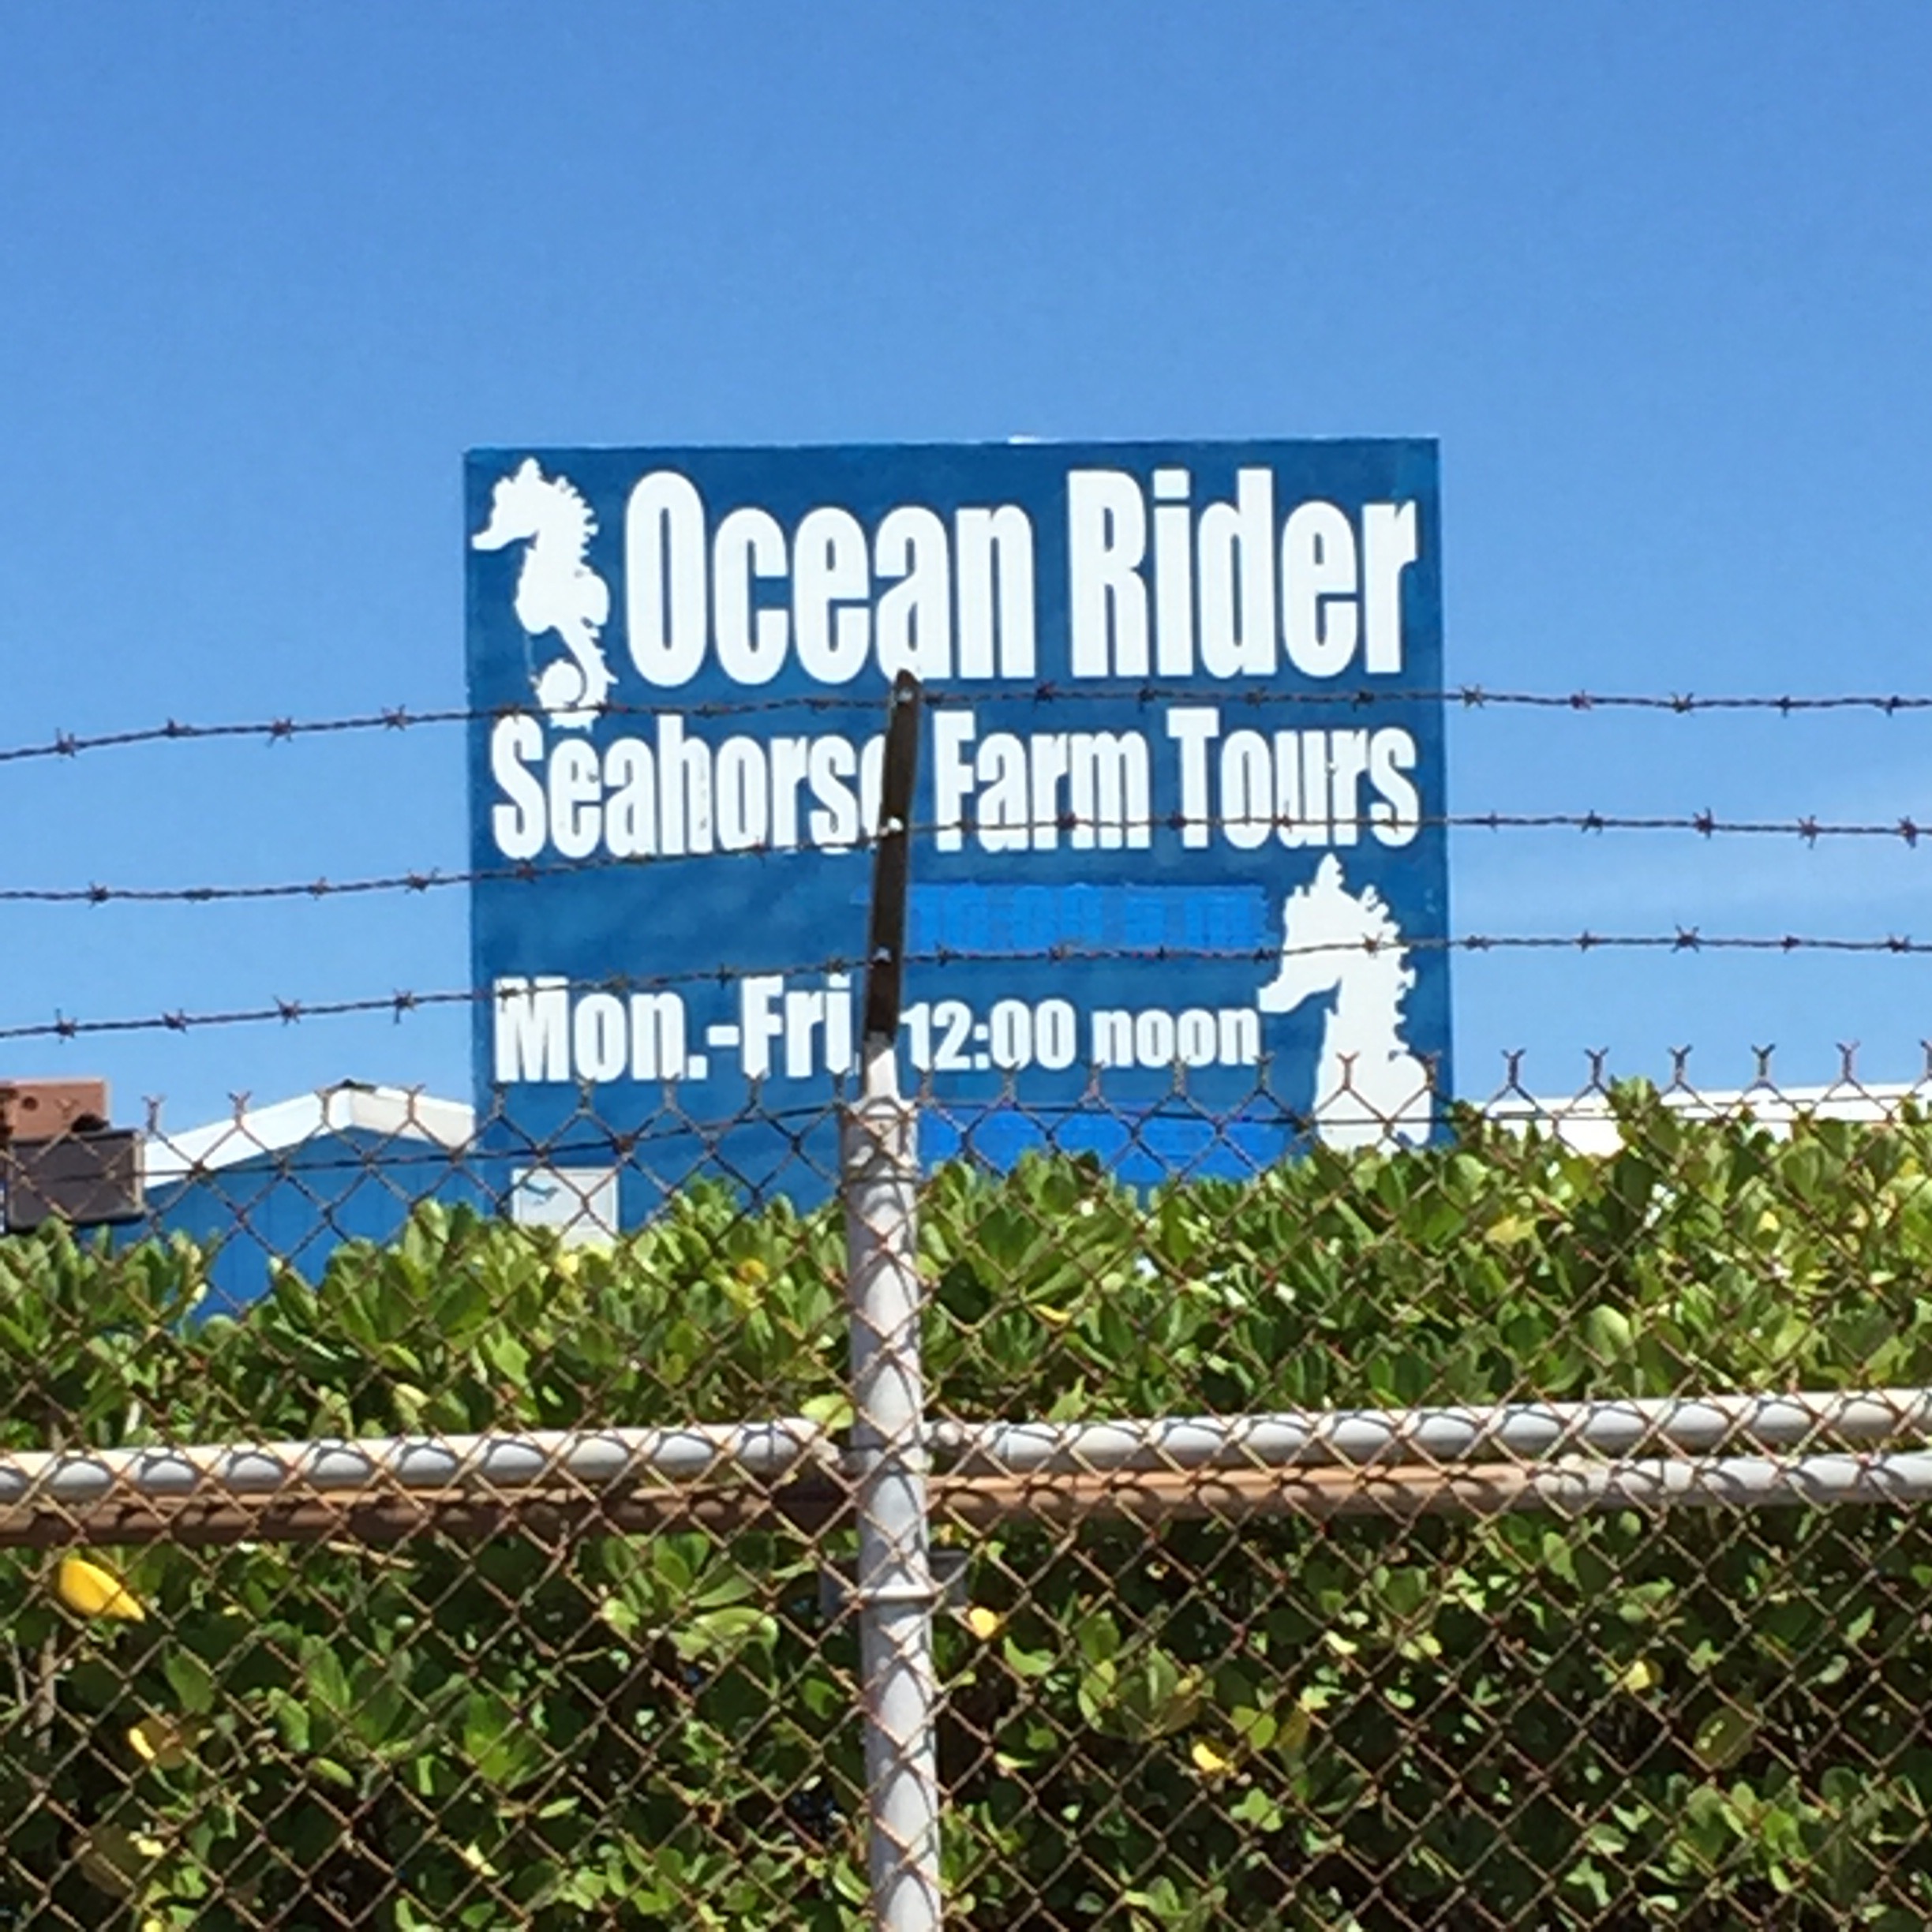 Ocean Rider
Seahorse Farm Tours
Mon.-Fri. 12:00 noon